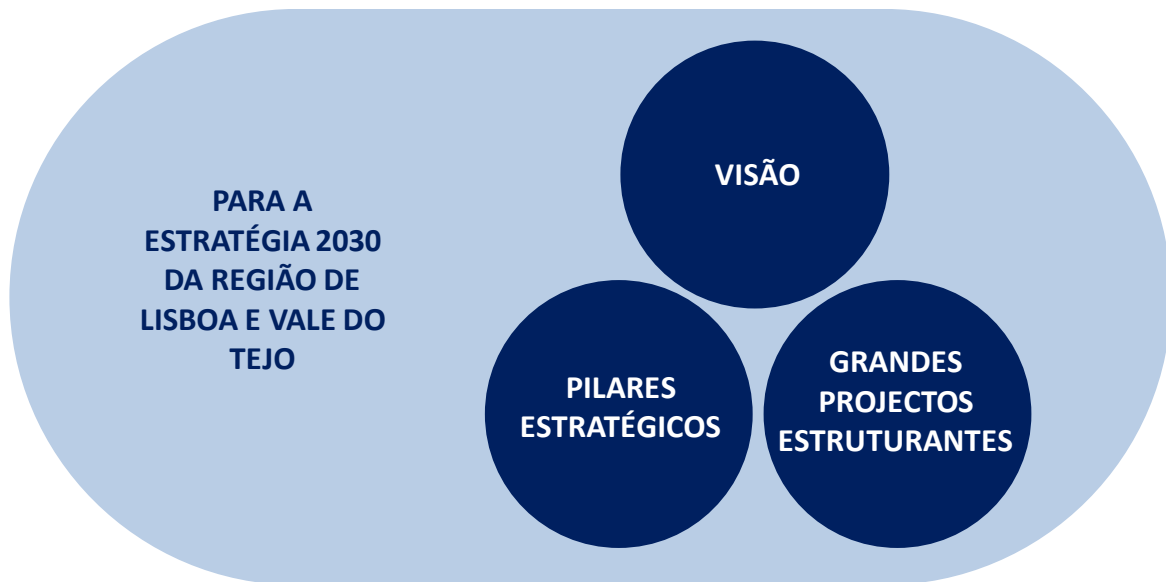 PARA A
ESTRATÉGIA 2030
DA REGIÃO DE
LISBOA E VALE DO
TEJO
VISÃO
PILARES
ESTRATÉGICOS
GRANDES
PROJECTOS
ESTRUTURANTES